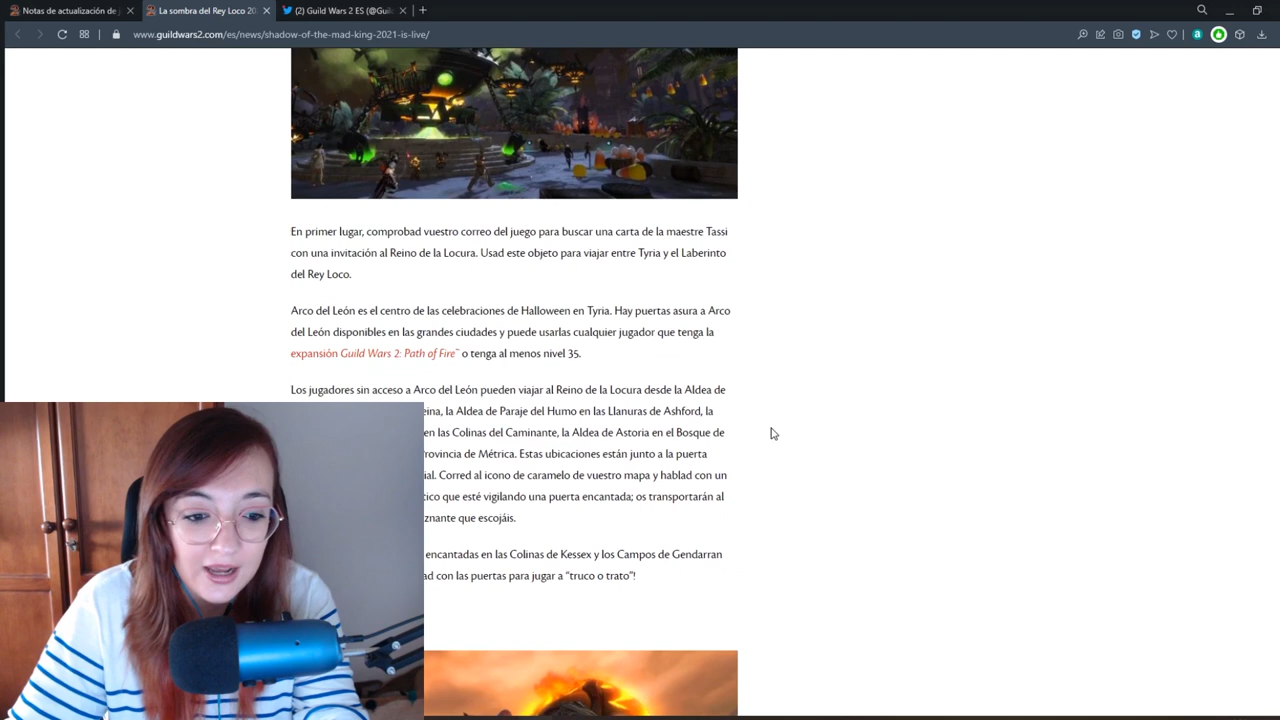 Notas de actualización de j
La sombra del Rey Loco 20
(2) Guild Wars 2 ES (@Guil
www.guildwars2.com/es/news/shadow-of-the-mad-king-2021-is-live/
En primer lugar, comprobad vuestro correo del juego para buscar una carta de la maestre Tassi
con una invitación al Reino de la Locura. Usad este objeto para viajar entre Tyria y el Laberinto
del Rey Loco.
Arco del León es el centro de las celebraciones de Halloween en Tyria. Hay puertas asura a Arco
del León disponibles en las grandes ciudades y puede usarlas cualquier jugador que tenga la
expansión Guild Wars 2: Path of Fire™ o tenga al menos nivel 35.
Los jugadores sin acceso a Arco del León pueden viajar al Reino de la Locura desde la Aldea de
eina, la Aldea de Paraje del Humo en las Llanuras de Ashford, la
en las Colinas del Caminante, la Aldea de Astoria en el Bosque de
rovincia de Métrica. Estas ubicaciones están junto a la puerta
ial. Corred al icono de caramelo de vuestro mapa y hablad con un
tico que esté vigilando una puerta encantada; os transportarán al
znante que escojáis.
encantadas en las Colinas de Kessex y los Campos de Gendarran
ad con las puertas para jugar a "truco o trato"!